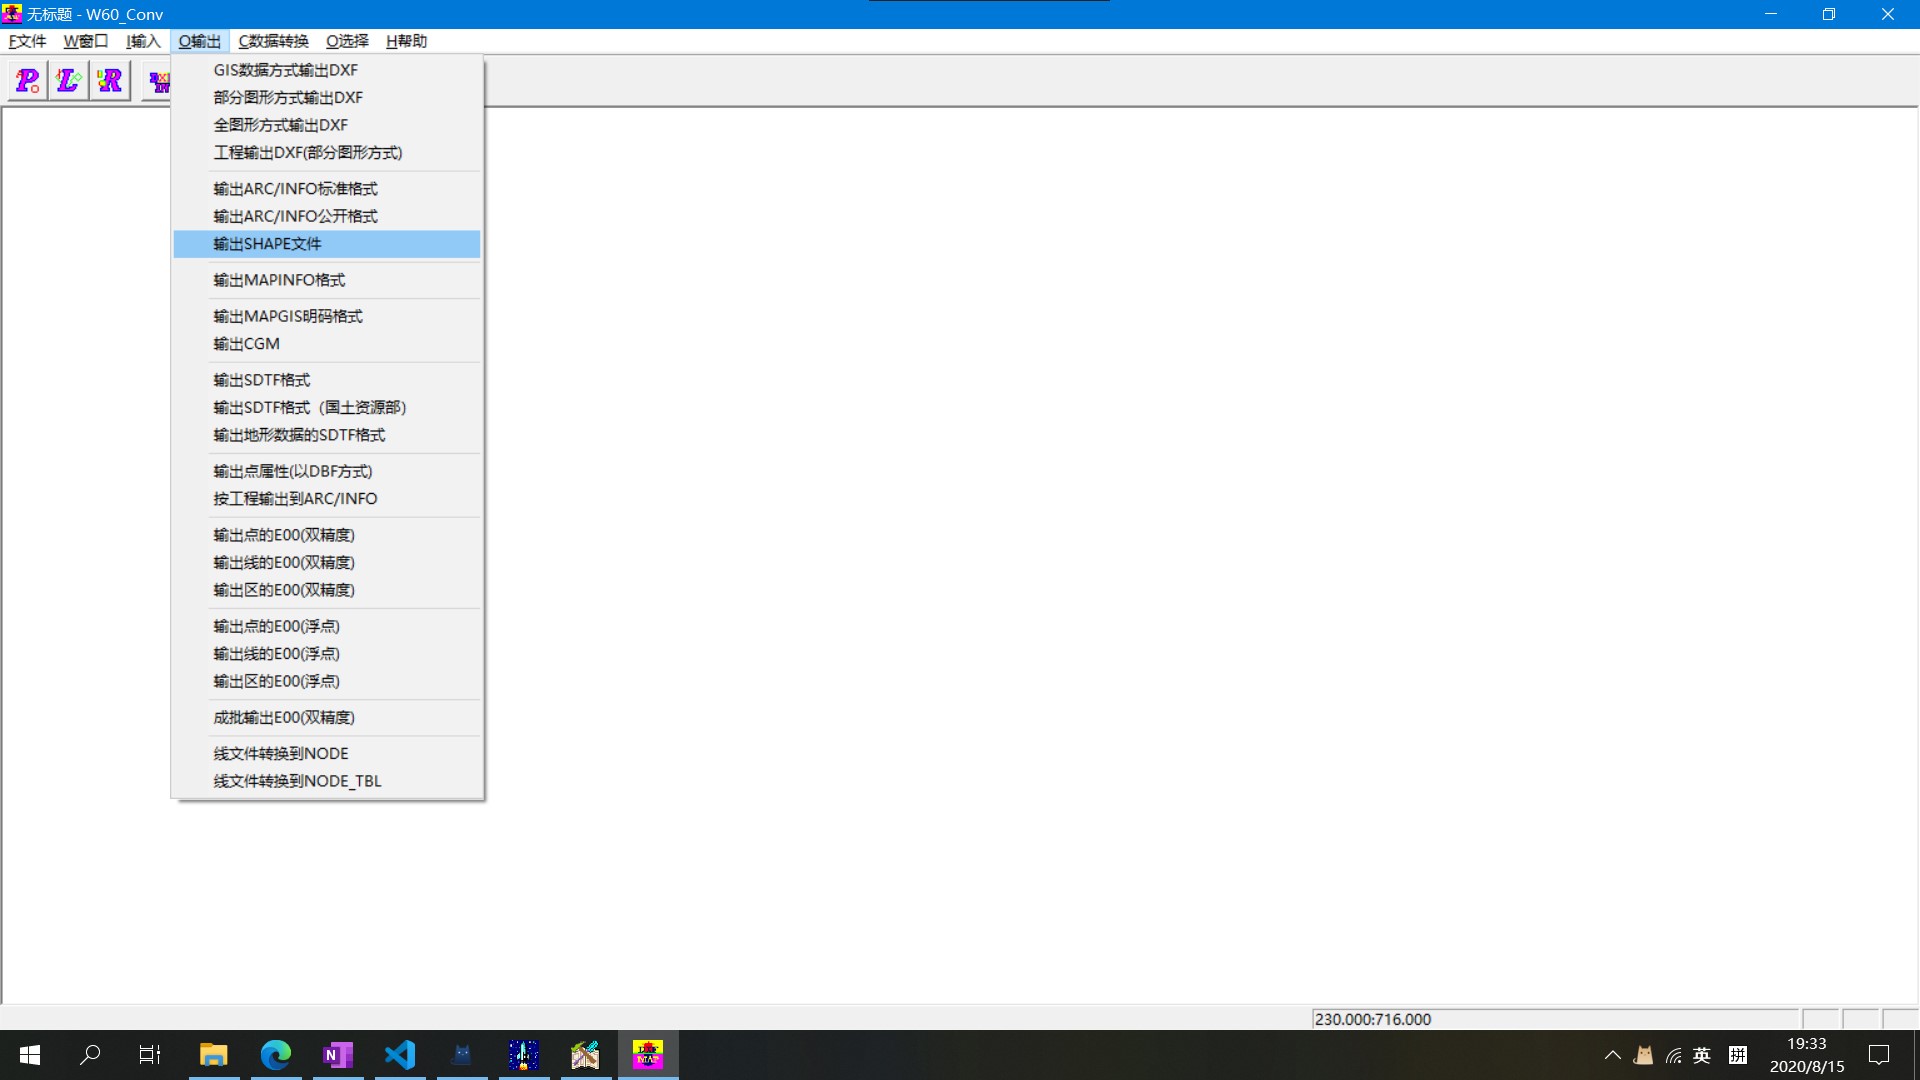 无标题 - W60_Conv
F文件 W窗口 I输入 O输出 C数据转换 O选择 H帮助
GIS数据方式输出DXF
部分图形方式输出DXF
全图形方式输出DXF
工程输出DXF(部分图形方式)
输出ARC/INFO标准格式
输出ARC/INFO公开格式
输出SHAPE文件
输出MAPINFO格式
输出MAPGIS明码格式
输出CGM
输出SDTF格式
输出SDTF格式（国土资源部）
输出地形数据的SDTF格式
输出点属性(以DBF方式)
按工程输出到ARC/INFO
输出点的E00(双精度)
输出线的E00(双精度)
输出区的E00(双精度)
输出点的E00(浮点)
输出线的E00(浮点)
输出区的E00(浮点)
成批输出E00(双精度)
线文件转换到NODE
线文件转换到NODE_TBL
230.000:716.000
英 拼
19:33
2020/8/15